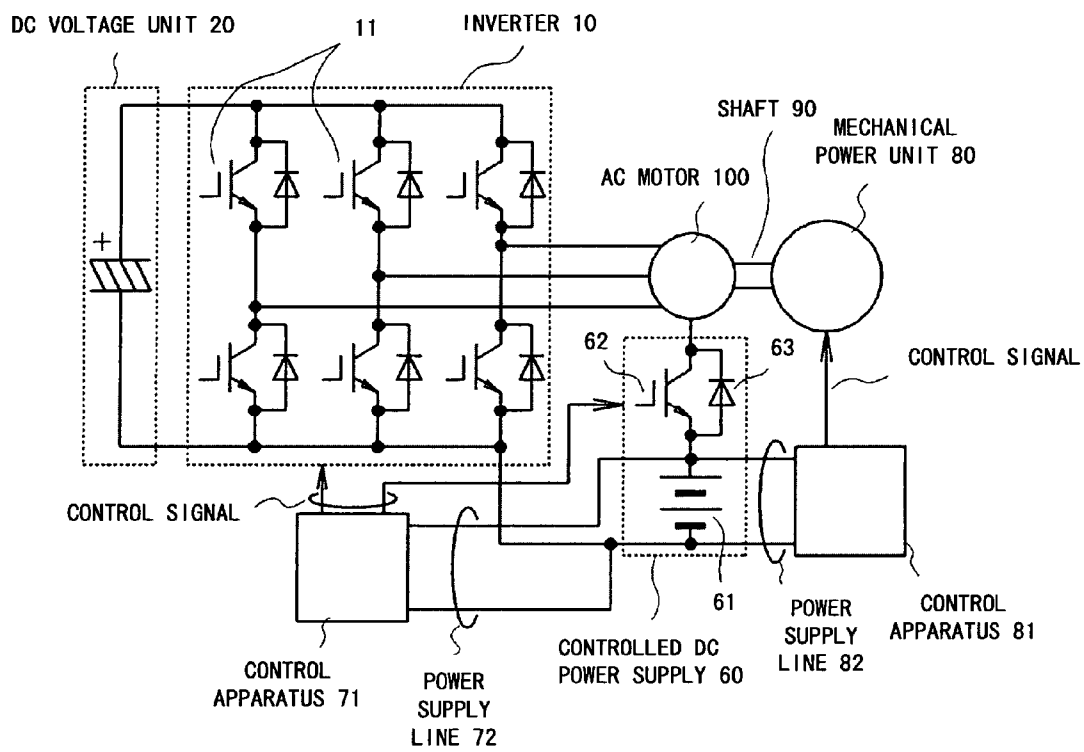 DC VOLTAGE UNIT 20
11
INVERTER 10
SHAFT 90
MECHANICAL
POWER UNIT 80
AC MOTOR 100
+
62
63
CONTROL SIGNAL
CONTROL SIGNAL
61
CONTROL
APPARATUS 71
POWER
SUPPLY
LINE 72
CONTROLLED DC
POWER SUPPLY 60
POWER
SUPPLY
LINE 82
CONTROL
APPARATUS 81